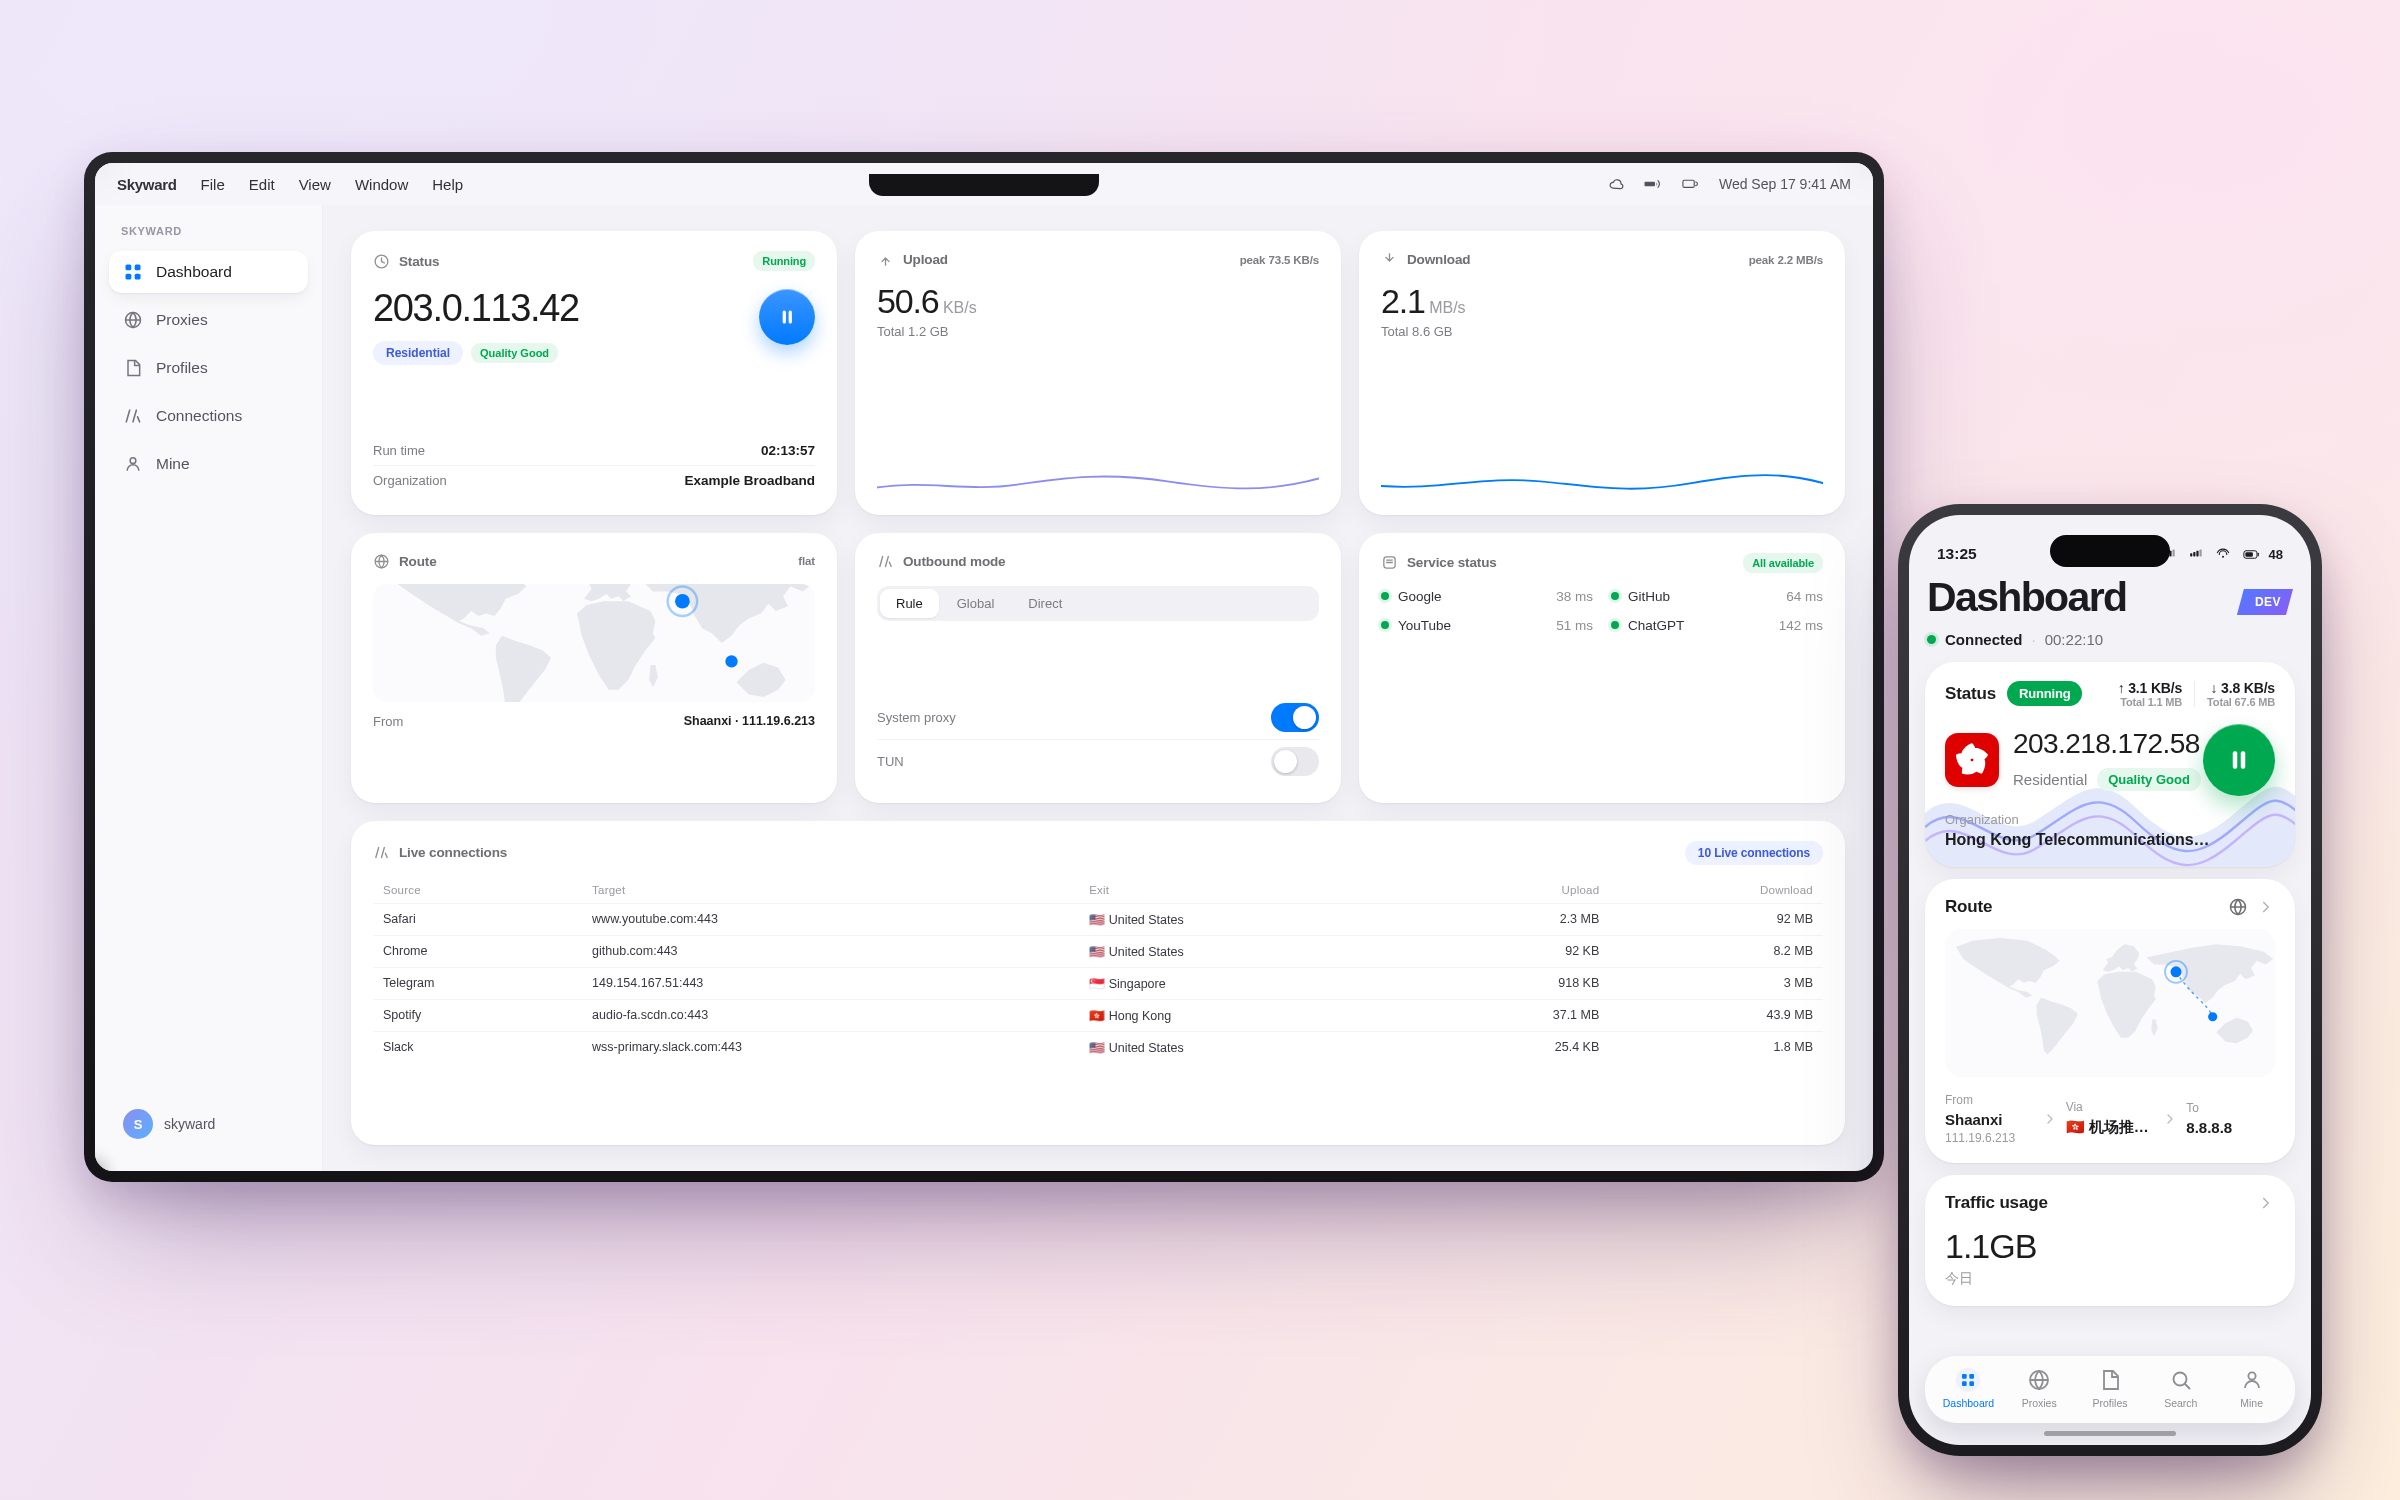 Skyward File Edit View Window Help
Wed Sep 17 9:41 AM
SKYWARD
Dashboard
Proxies
Profiles
Connections
Mine
S skyward
Status Running
203.0.113.42
Residential Quality Good
Run time 02:13:57
Organization Example Broadband
Upload peak 73.5 KB/s
50.6 KB/s
Total 1.2 GB
Download peak 2.2 MB/s
2.1 MB/s
Total 8.6 GB
Route flat
From Shaanxi · 111.19.6.213
Outbound mode
Rule Global Direct
System proxy
TUN
Service status All available
Google 38 ms GitHub 64 ms
YouTube 51 ms ChatGPT 142 ms
Live connections 10 Live connections
Source Target Exit Upload Download
Safari www.youtube.com:443 🇺🇸 United States 2.3 MB 92 MB
Chrome github.com:443 🇺🇸 United States 92 KB 8.2 MB
Telegram 149.154.167.51:443 🇸🇬 Singapore 918 KB 3 MB
Spotify audio-fa.scdn.co:443 🇭🇰 Hong Kong 37.1 MB 43.9 MB
Slack wss-primary.slack.com:443 🇺🇸 United States 25.4 KB 1.8 MB
13:25 48
Dashboard DEV
Connected · 00:22:10
Status Running ↑ 3.1 KB/s ↓ 3.8 KB/s
Total 1.1 MB Total 67.6 MB
203.218.172.58
Residential Quality Good
Organization
Hong Kong Telecommunications…
Route
From Via To
Shaanxi 🇭🇰 机场推… 8.8.8.8
111.19.6.213
Traffic usage
1.1GB
今日
Dashboard Proxies Profiles Search Mine